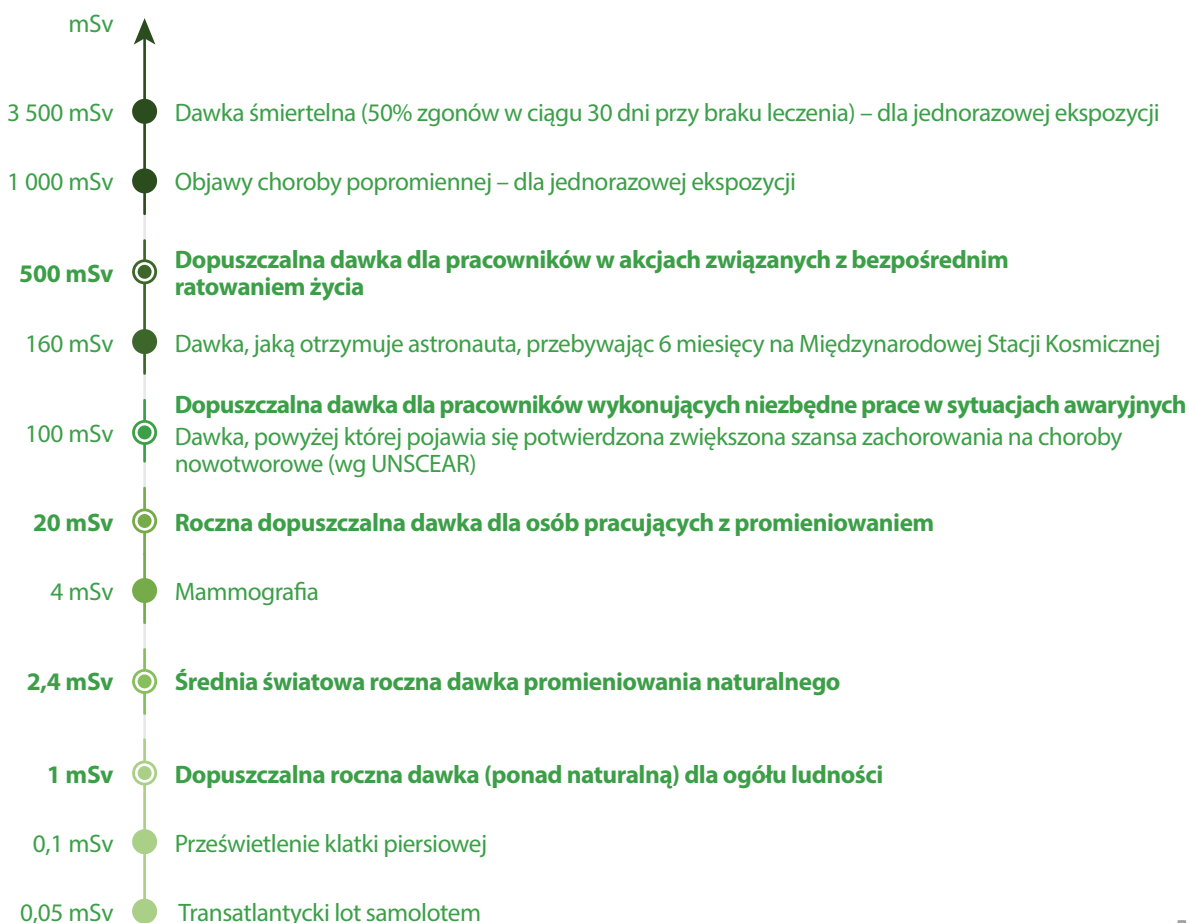 mSv
3 500 mSv Dawka śmiertelna (50% zgonów w ciągu 30 dni przy braku leczenia) – dla jednorazowej ekspozycji
1 000 mSv Objawy choroby popromiennej – dla jednorazowej ekspozycji
500 mSv Dopuszczalna dawka dla pracowników w akcjach związanych z bezpośrednim
ratowaniem życia
160 mSv Dawka, jaką otrzymuje astronauta, przebywając 6 miesięcy na Międzynarodowej Stacji Kosmicznej
Dopuszczalna dawka dla pracowników wykonujących niezbędne prace w sytuacjach awaryjnych
100 mSv Dawka, powyżej której pojawia się potwierdzona zwiększona szansa zachorowania na choroby
nowotworowe (wg UNSCEAR)
20 mSv Roczna dopuszczalna dawka dla osób pracujących z promieniowaniem
4 mSv Mammografia
2,4 mSv Średnia światowa roczna dawka promieniowania naturalnego
1 mSv Dopuszczalna roczna dawka (ponad naturalną) dla ogółu ludności
0,1 mSv Prześwietlenie klatki piersiowej
0,05 mSv Transatlantycki lot samolotem